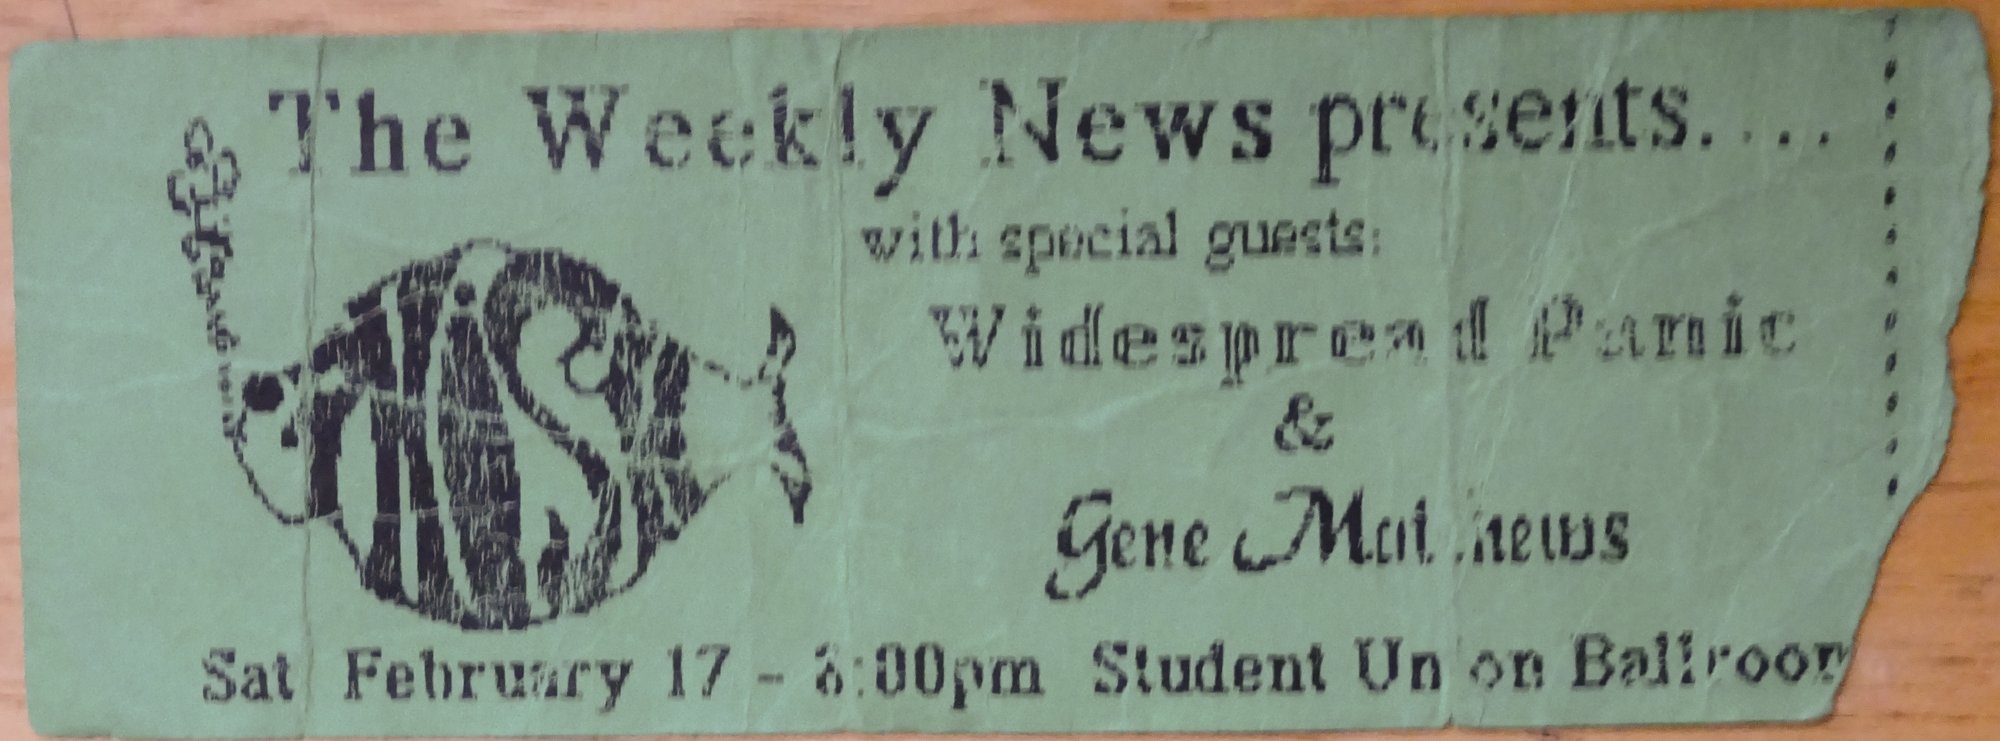 The Weekly News presents....
with special guests:
Widespread Panic
&
Gene Mathews
PHISH
Sat February 17 - 8:00pm Student Union Ballroom